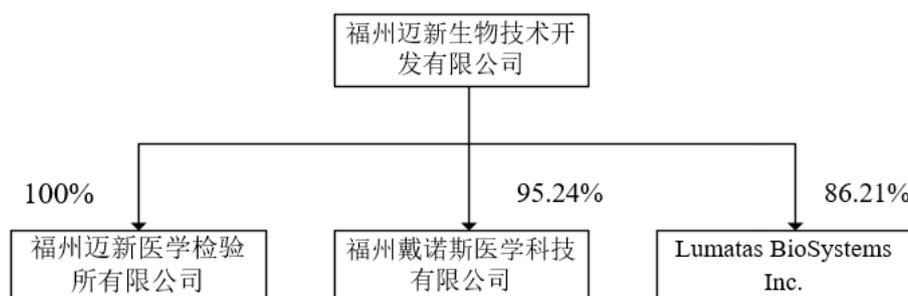 福州迈新生物技术开
发有限公司
100%
95.24%
86.21%
福州迈新医学检验
所有限公司
福州戴诺斯医学科技
有限公司
Lumatas BioSystems
Inc.